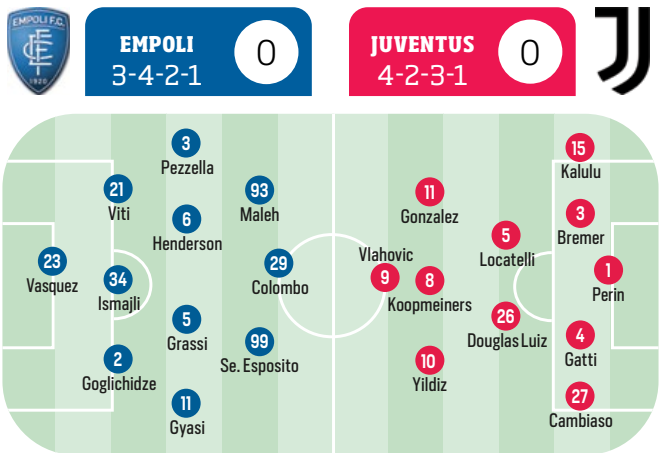 EMPOLI F.C.
1920
EMPOLI
3-4-2-1
0
JUVENTUS
4-2-3-1
0
J
3
Pezzella
21
Viti
93
Maleh
6
Henderson
23
Vasquez
34
Ismajli
29
Colombo
5
Grassi
99
Se. Esposito
2
Goglichidze
11
Gyasi
15
Kalulu
11
Gonzalez
3
Bremer
5
Locatelli
Vlahovic
9
8
Koopmeiners
1
Perin
26
Douglas Luiz
4
Gatti
10
Yildiz
27
Cambiaso